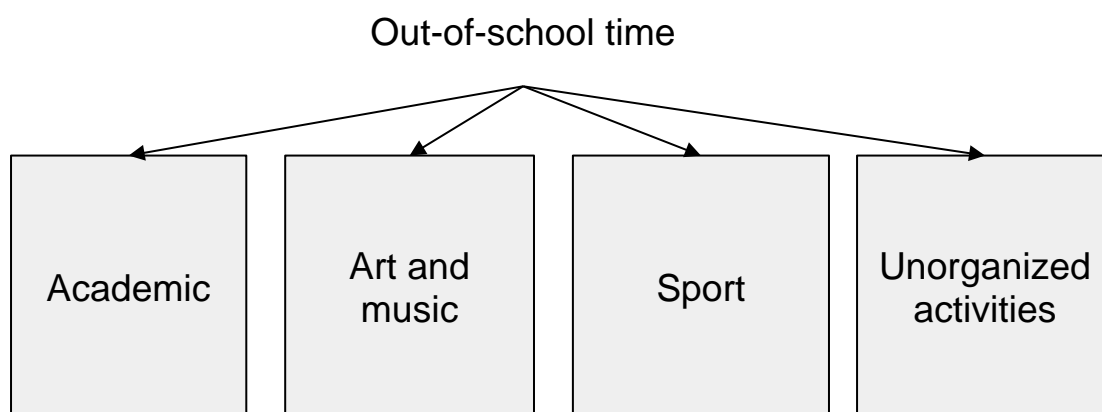 Out-of-school time
Academic
Art and
music
Sport
Unorganized
activities